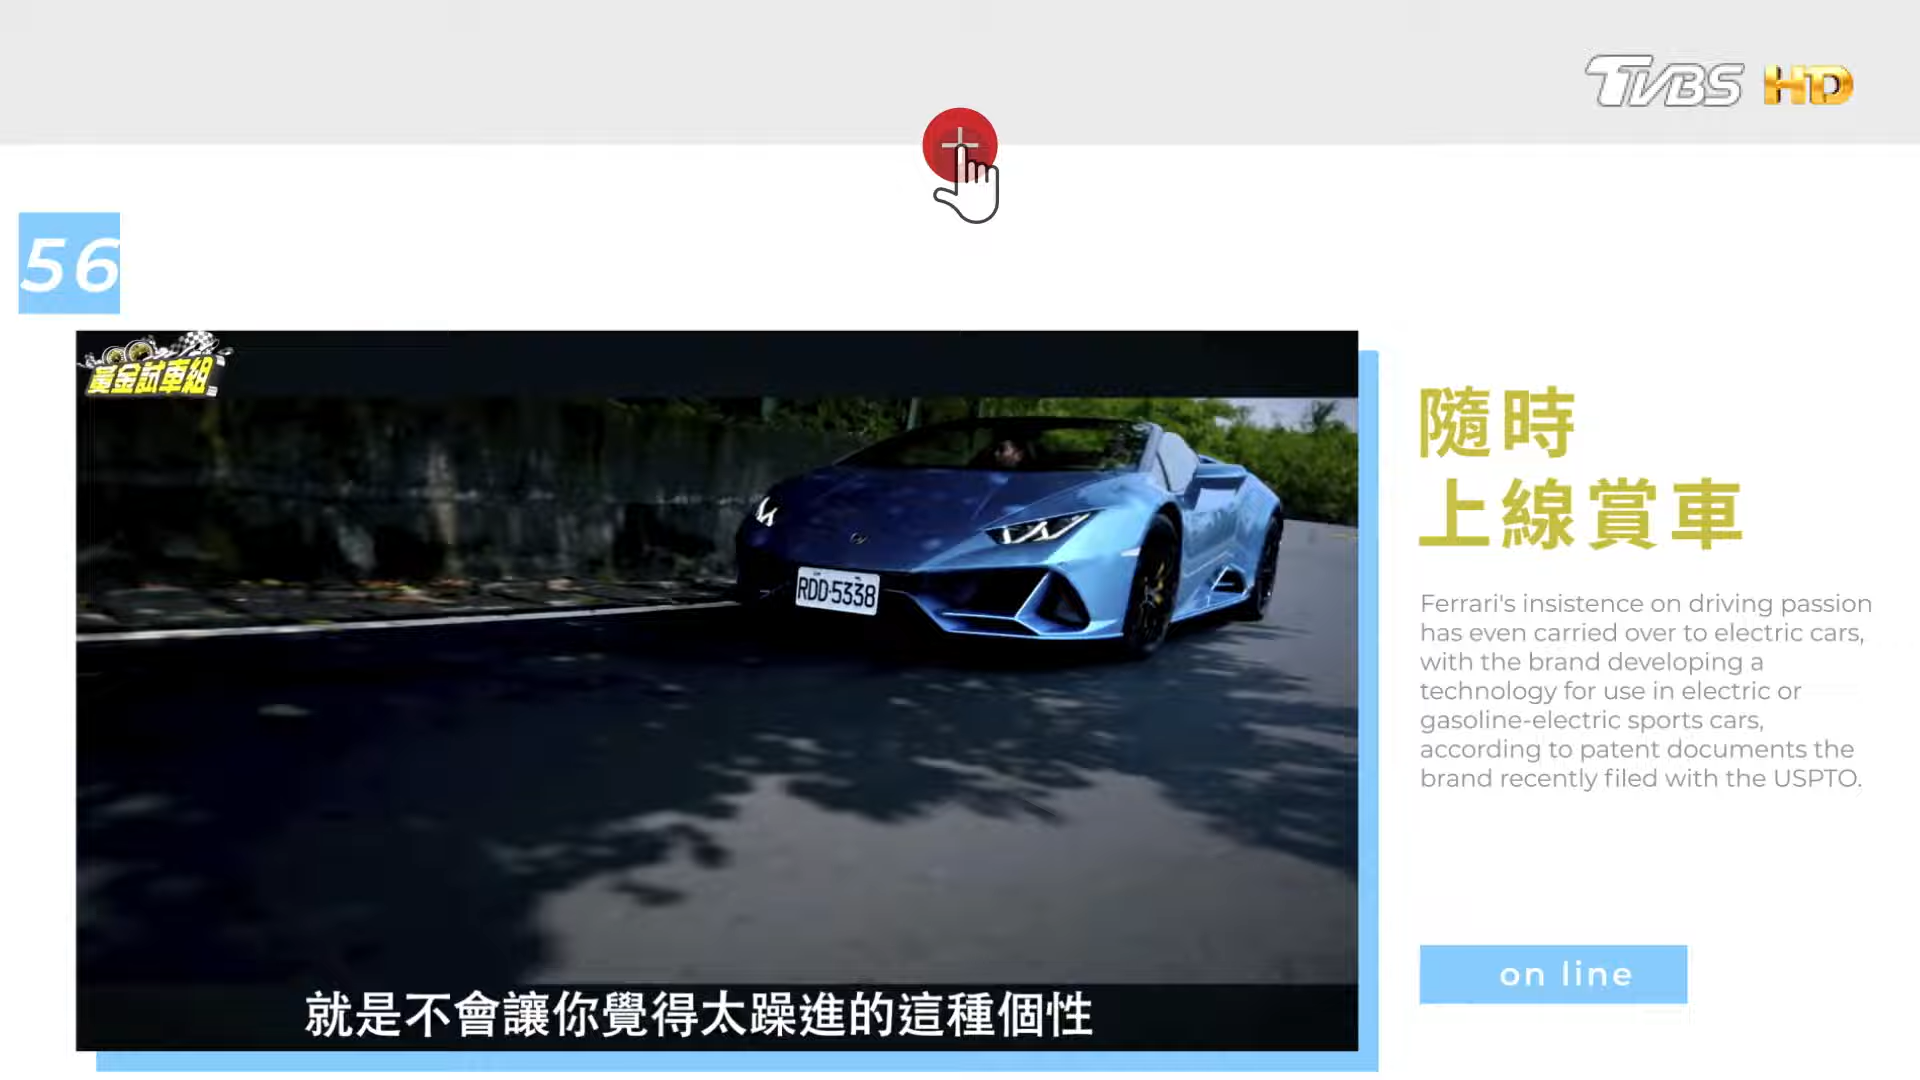 TVBS HD
56
黃金試車組
RDD-5338
就是不會讓你覺得太躁進的這種個性
隨時
上線賞車
Ferrari's insistence on driving passion
has even carried over to electric cars,
with the brand developing a
technology for use in electric or
gasoline-electric sports cars,
according to patent documents the
brand recently filed with the USPTO.
on line